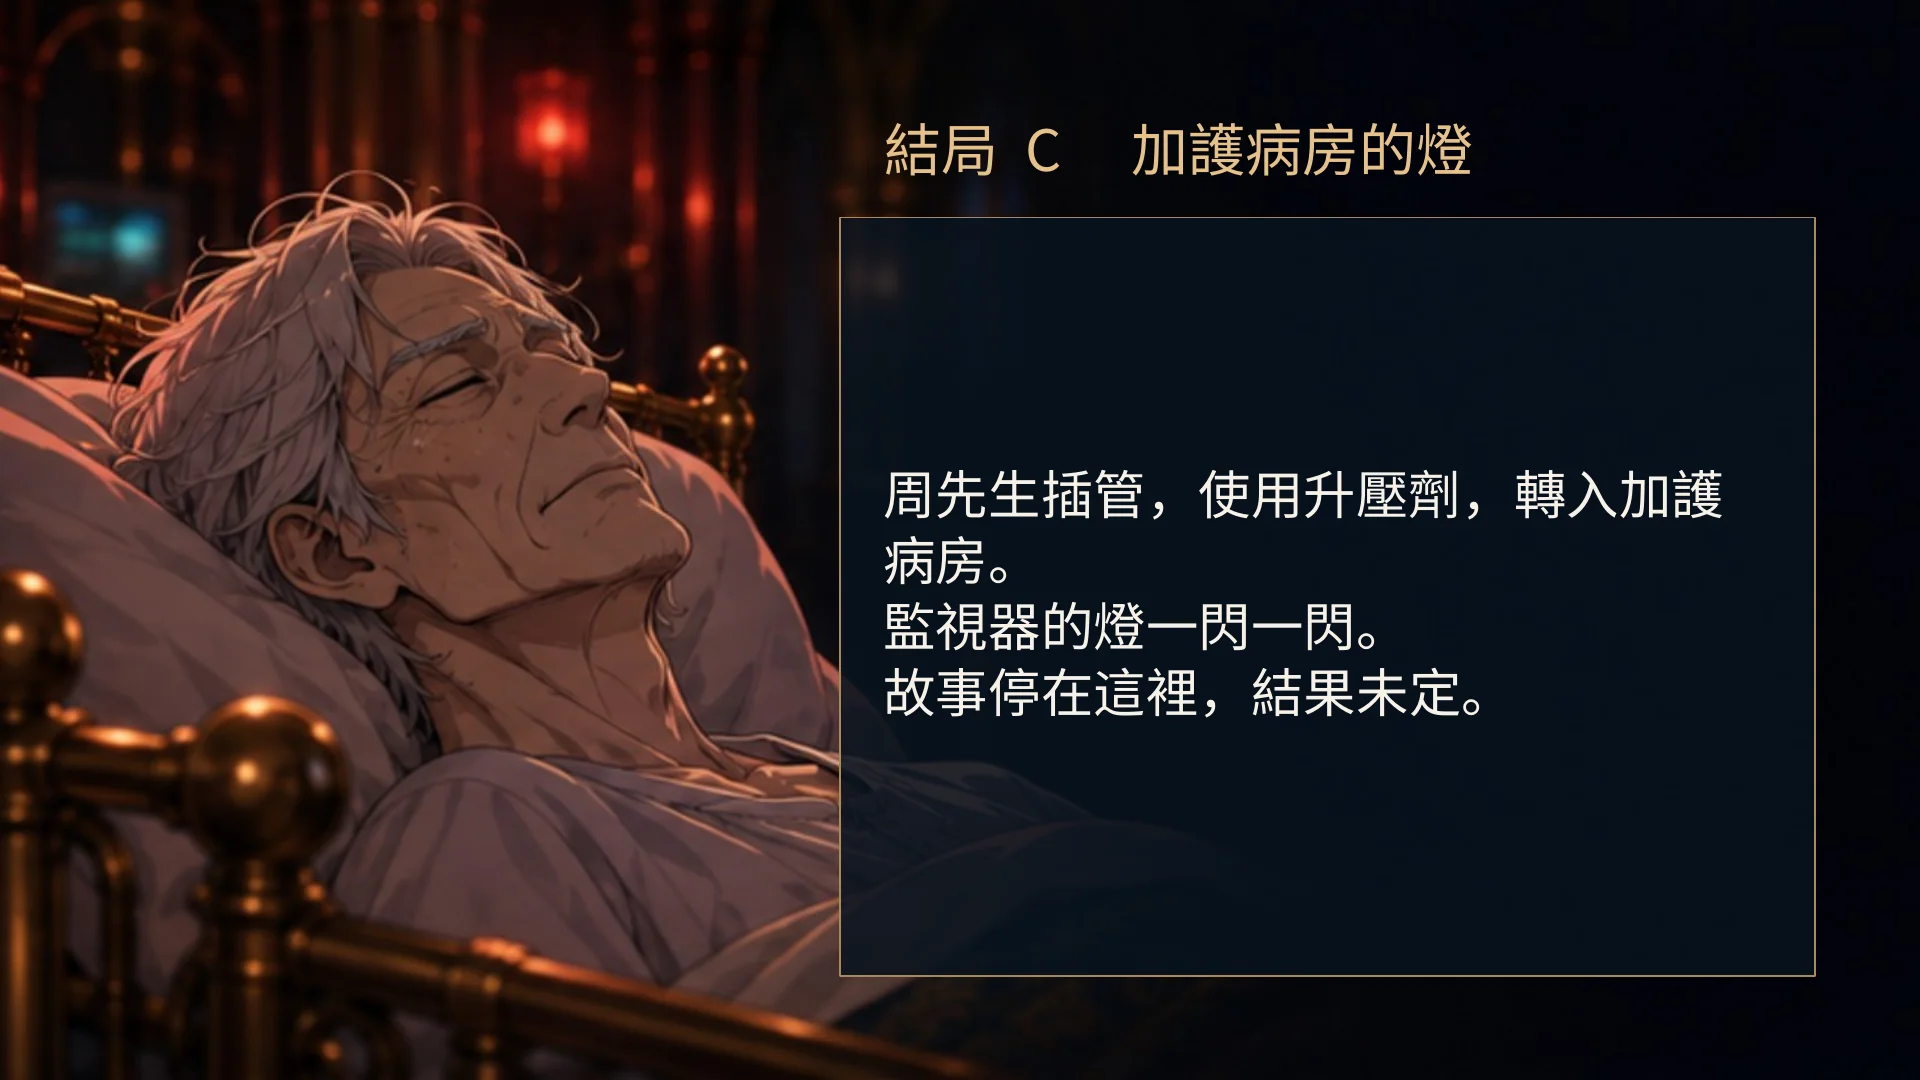 結局 C　加護病房的燈
周先生插管，使用升壓劑，轉入加護
病房。
監視器的燈一閃一閃。
故事停在這裡，結果未定。